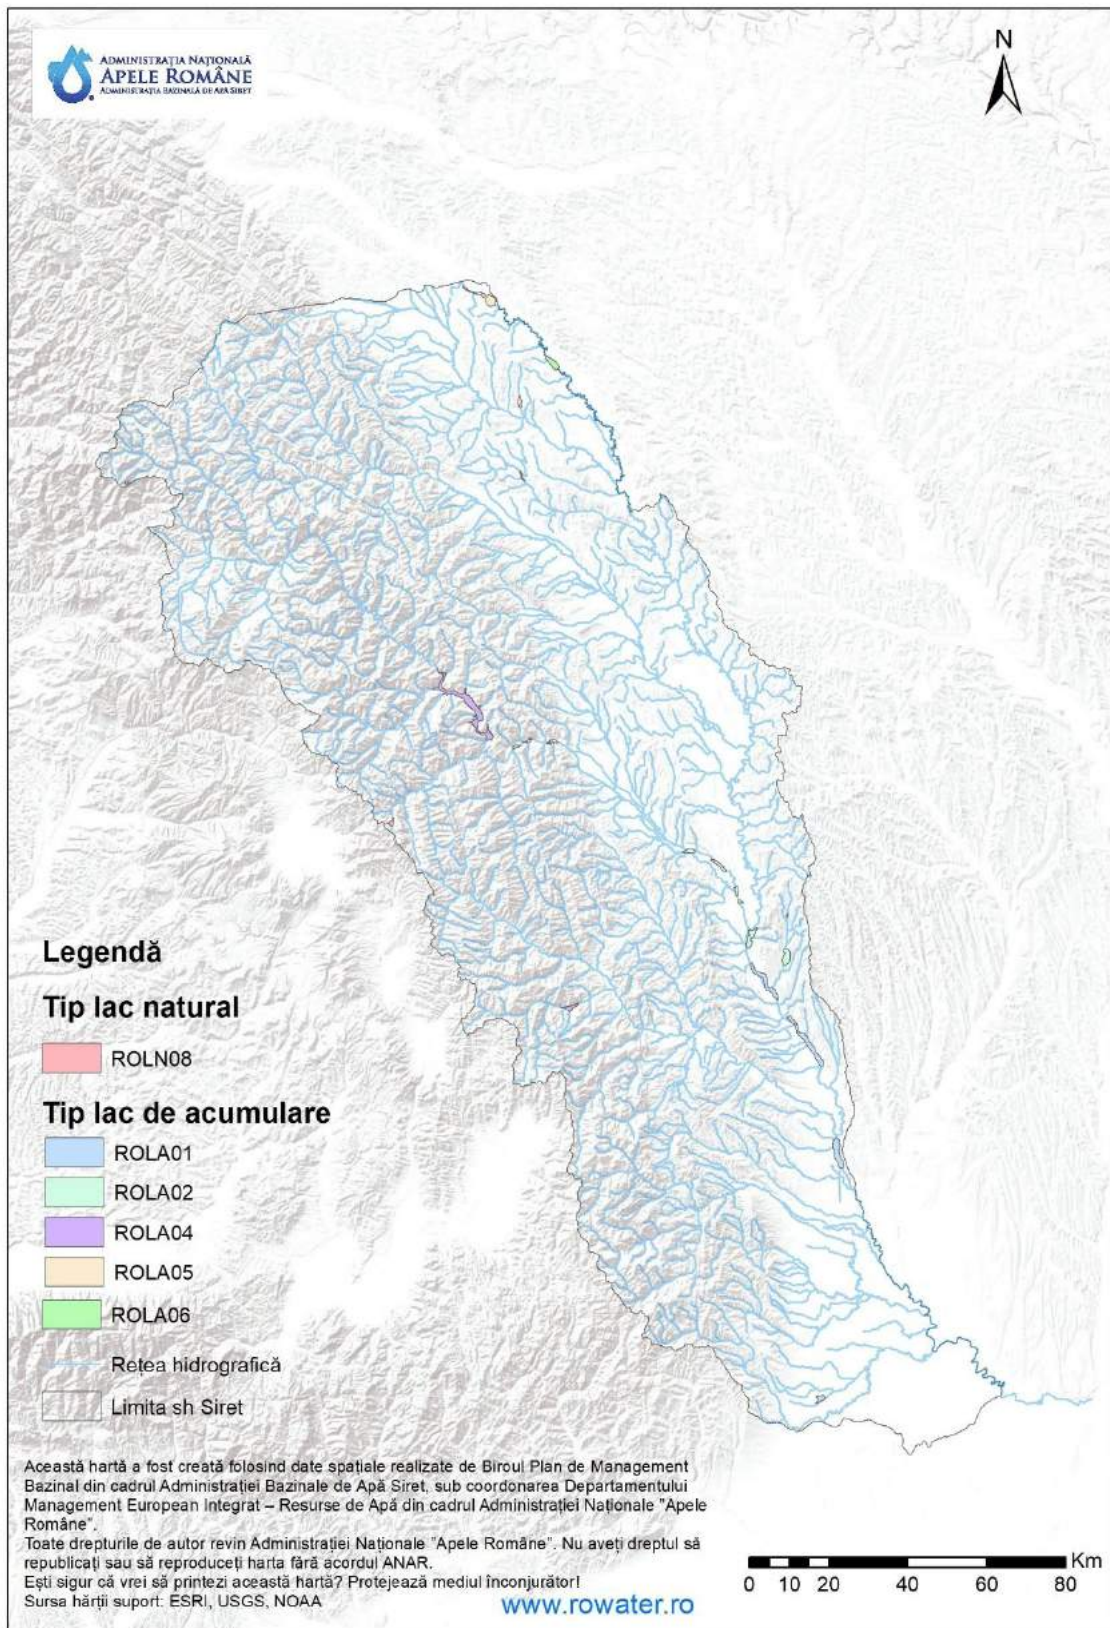 ADMINISTRAȚIA NAȚIONALĂ
APELE ROMÂNE
ADMINISTRAȚIA BAZINALĂ DE APĂ SIRET
N
Legendă
Tip lac natural
ROLN08
Tip lac de acumulare
ROLA01
ROLA02
ROLA04
ROLA05
ROLA06
Rețea hidrografică
Limita sh Siret
Această hartă a fost creată folosind date spațiale realizate de Biroul Plan de Management
Bazinal din cadrul Administrației Bazinale de Apă Siret, sub coordonarea Departamentului
Management European Integrat – Resurse de Apă din cadrul Administrației Naționale "Apele
Române".
Toate drepturile de autor revin Administrației Naționale "Apele Române". Nu aveți dreptul să
republicați sau să reproduceți harta fără acordul ANAR.
Ești sigur că vrei să printezi această hartă? Protejează mediul înconjurător!
Sursa hărții suport: ESRI, USGS, NOAA
www.rowater.ro
Km
0 10 20 40 60 80